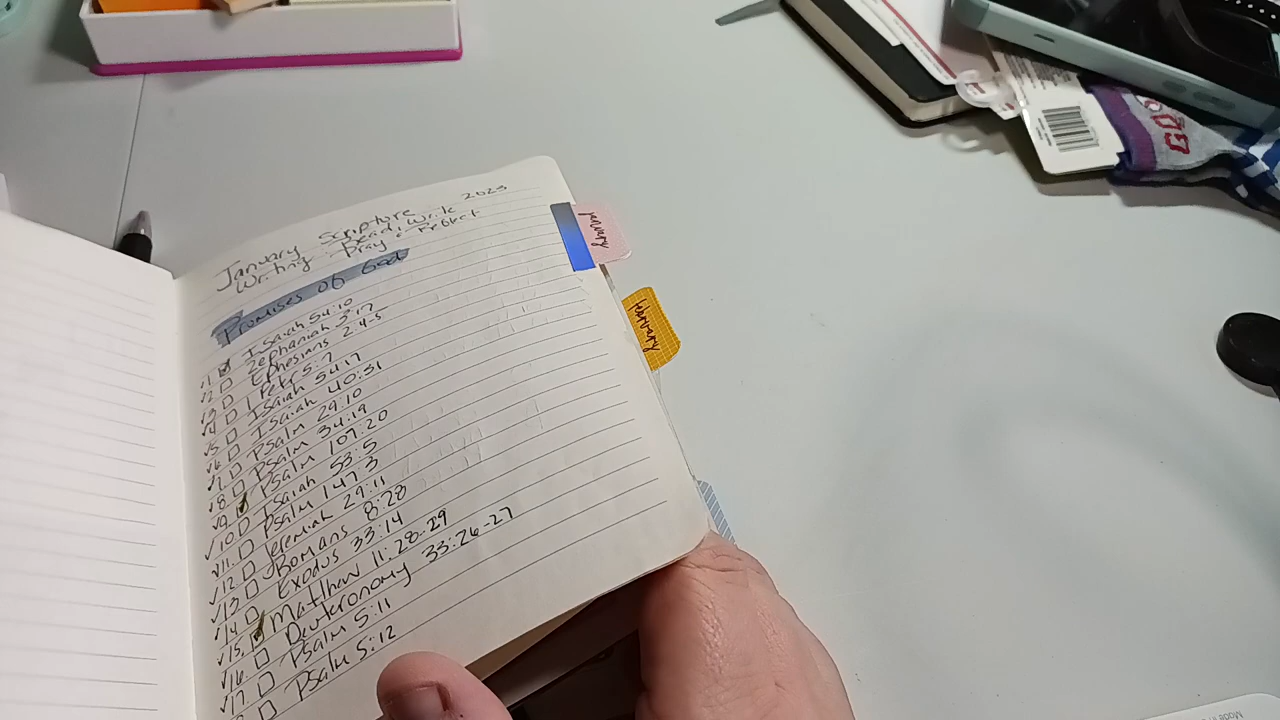 January Scripture 2023
Writing - Read, Write
Pray & Reflect
Promises of God
√1 Isaiah 54:10
√2 Zephaniah 3:17
√3 Ephesians 2:4-5
√4 1 Peter 5:7
√5 Isaiah 54:17
√6 Isaiah 40:31
√7 Psalm 29:10
√8 Psalm 34:19
√9. Psalm 107:20
√10. Isaiah 53:5
√11. Psalm 147:3
√12 Jeremiah 29:11
√13 Romans 8:28
√14 Exodus 33:14
√15. Matthew 11:28-29
√16. Deuteronomy 33:26-27
√17. Psalm 5:11
Psalm 5:12
january
february
GO